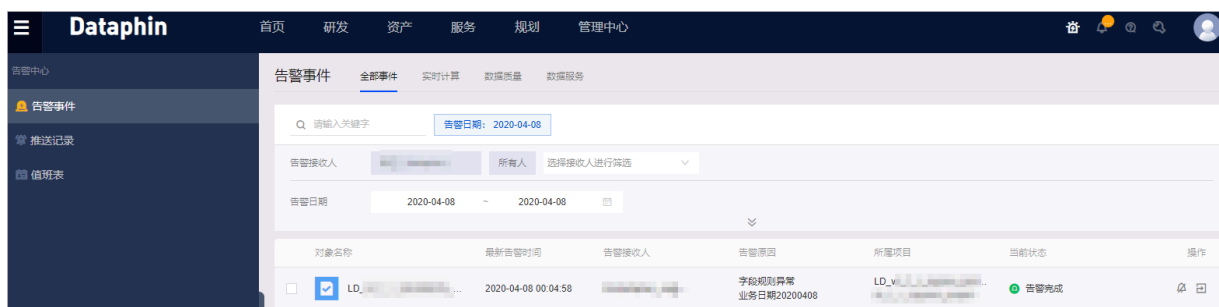 Dataphin
首页 研发 资产 服务 规划 管理中心
告警中心
告警事件
推送记录
值班表
告警事件 全部事件 实时计算 数据质量 数据服务
请输入关键字 告警日期： 2020-04-08
告警接收人 所有人 选择接收人进行筛选
告警日期 2020-04-08 ~ 2020-04-08
对象名称 最新告警时间 告警接收人 告警原因 所属项目 当前状态 操作
LD_ ... 2020-04-08 00:04:58 字段规则异常 LD_v ... 告警完成
业务日期20200408